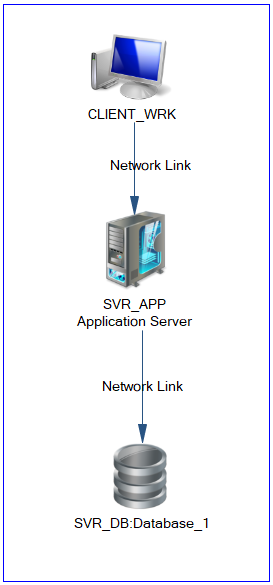 CLIENT_WRK
Network Link
SVR_APP
Application Server
Network Link
SVR_DB:Database_1